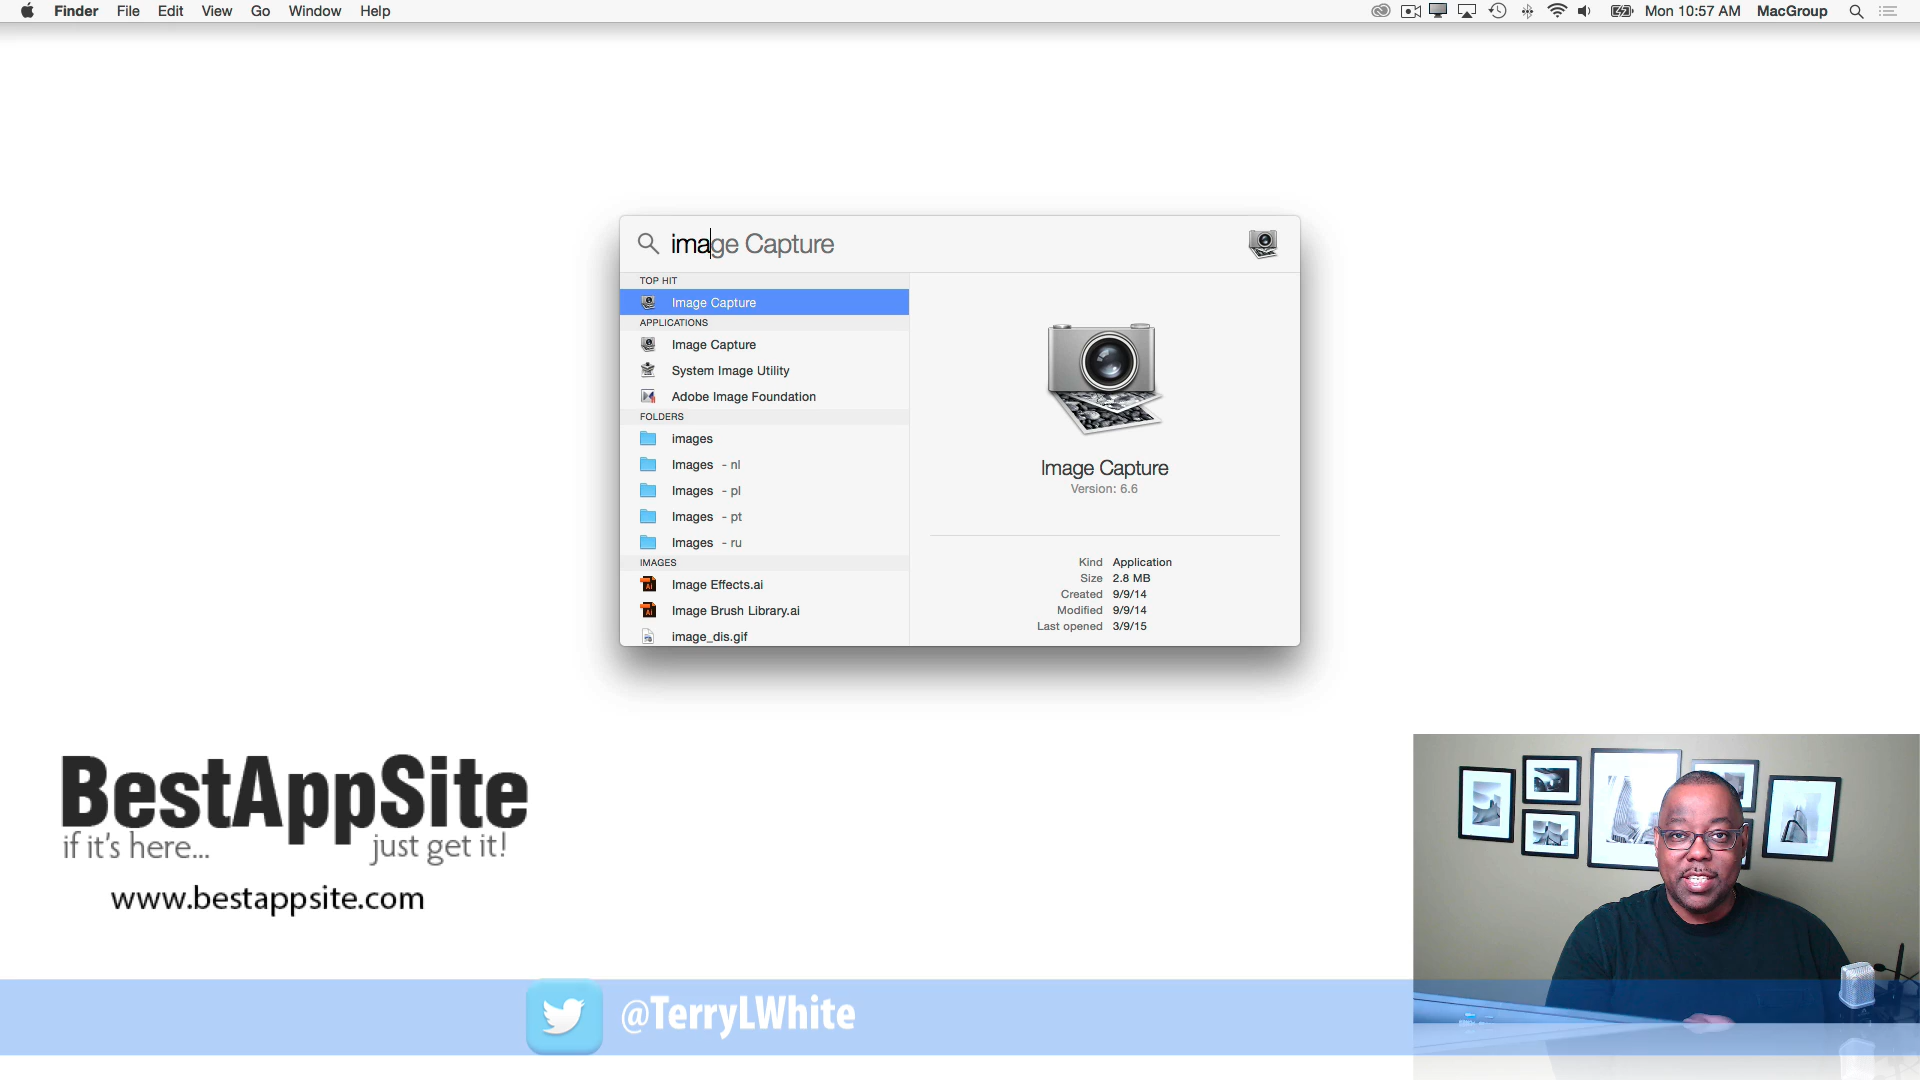 Finder File Edit View Go Window Help Mon 10:57 AM MacGroup
image Capture
TOP HIT
Image Capture
APPLICATIONS
Image Capture
System Image Utility
Adobe Image Foundation
FOLDERS
images
Images - nl
Images - pl
Images - pt
Images - ru
IMAGES
Image Effects.ai
Image Brush Library.ai
image_dis.gif
Image Capture
Version: 6.6
Kind Application
Size 2.8 MB
Created 9/9/14
Modified 9/9/14
Last opened 3/9/15
BestAppSite
if it's here... just get it!
www.bestappsite.com
@TerryLWhite